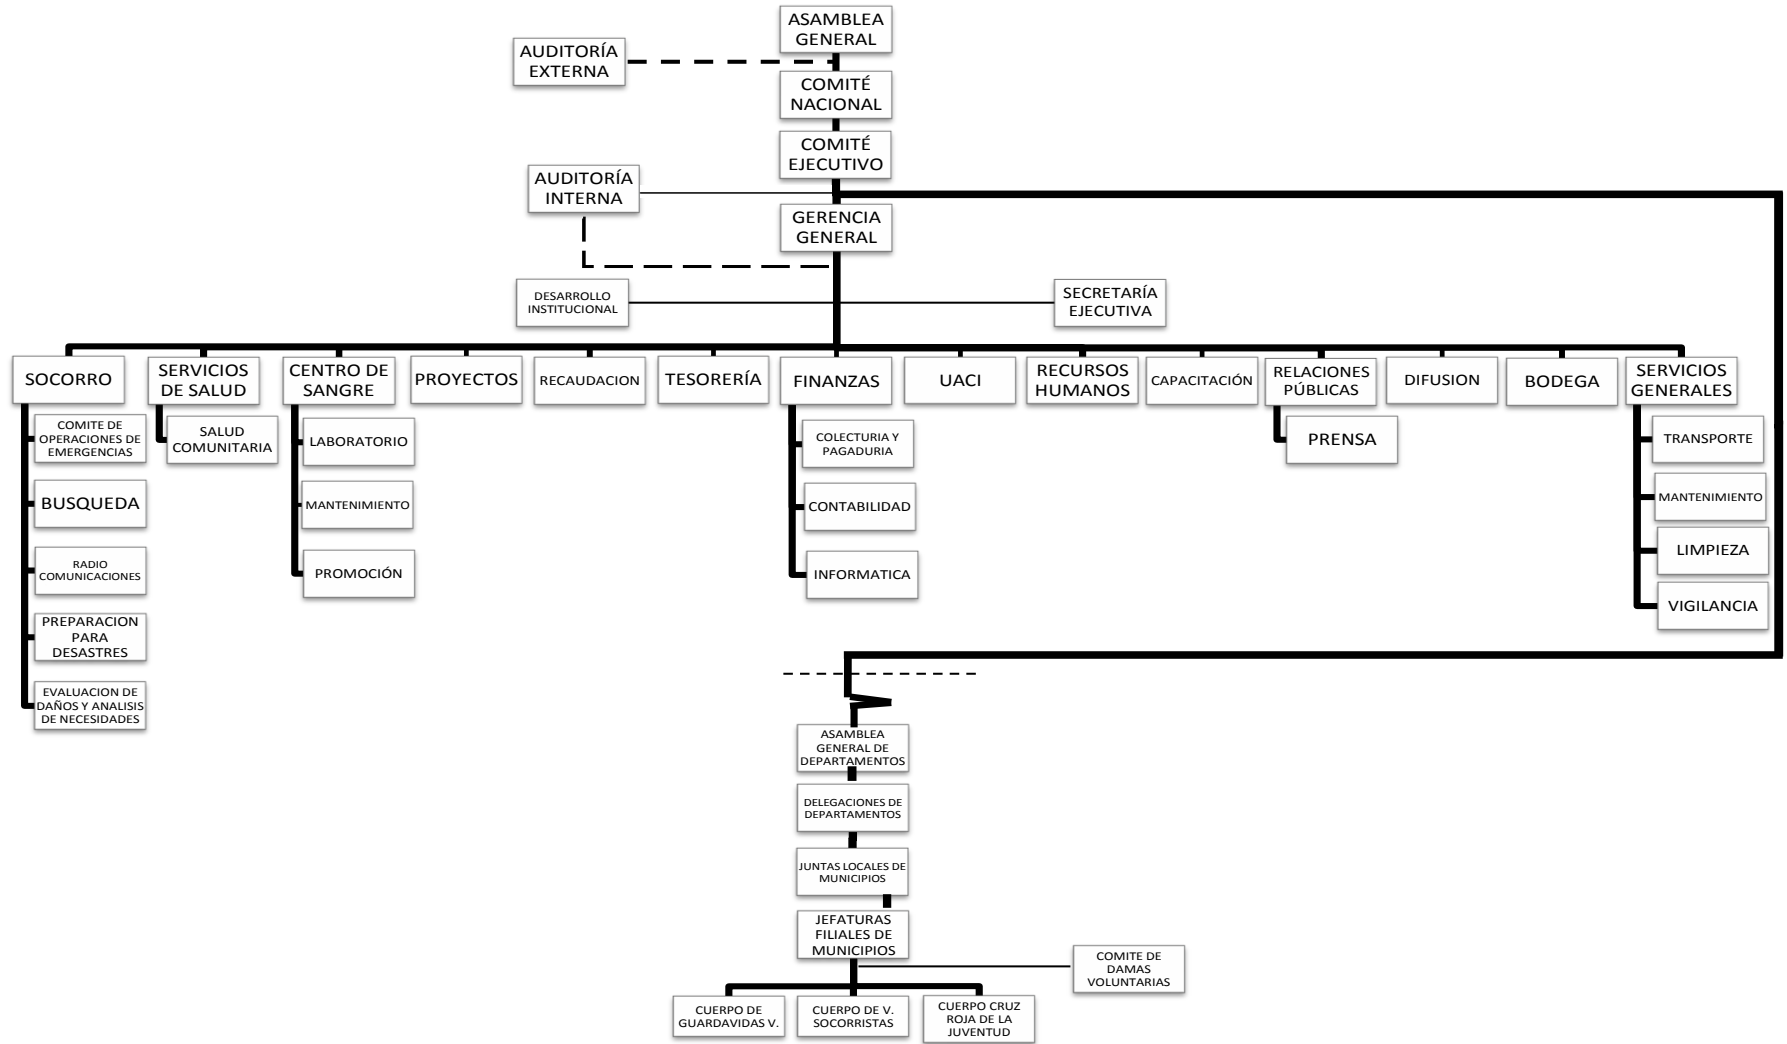 ASAMBLEA
GENERAL
AUDITORÍA
EXTERNA
COMITÉ
NACIONAL
COMITÉ
EJECUTIVO
AUDITORÍA
INTERNA
GERENCIA
GENERAL
DESARROLLO
INSTITUCIONAL
SECRETARÍA
EJECUTIVA
SOCORRO
SERVICIOS
DE SALUD
CENTRO DE
SANGRE
PROYECTOS
RECAUDACION
TESORERÍA
FINANZAS
UACI
RECURSOS
HUMANOS
CAPACITACIÓN
RELACIONES
PÚBLICAS
DIFUSION
BODEGA
SERVICIOS
GENERALES
COMITE DE
OPERACIONES DE
EMERGENCIAS
BUSQUEDA
RADIO
COMUNICACIONES
PREPARACION
PARA
DESASTRES
EVALUACION DE
DAÑOS Y ANALISIS
DE NECESIDADES
SALUD
COMUNITARIA
LABORATORIO
MANTENIMIENTO
PROMOCIÓN
COLECTURIA Y
PAGADURIA
CONTABILIDAD
INFORMATICA
PRENSA
TRANSPORTE
MANTENIMIENTO
LIMPIEZA
VIGILANCIA
ASAMBLEA
GENERAL DE
DEPARTAMENTOS
DELEGACIONES DE
DEPARTAMENTOS
JUNTAS LOCALES DE
MUNICIPIOS
JEFATURAS
FILIALES DE
MUNICIPIOS
COMITE DE
DAMAS
VOLUNTARIAS
CUERPO DE
GUARDAVIDAS V.
CUERPO DE V.
SOCORRISTAS
CUERPO CRUZ
ROJA DE LA
JUVENTUD